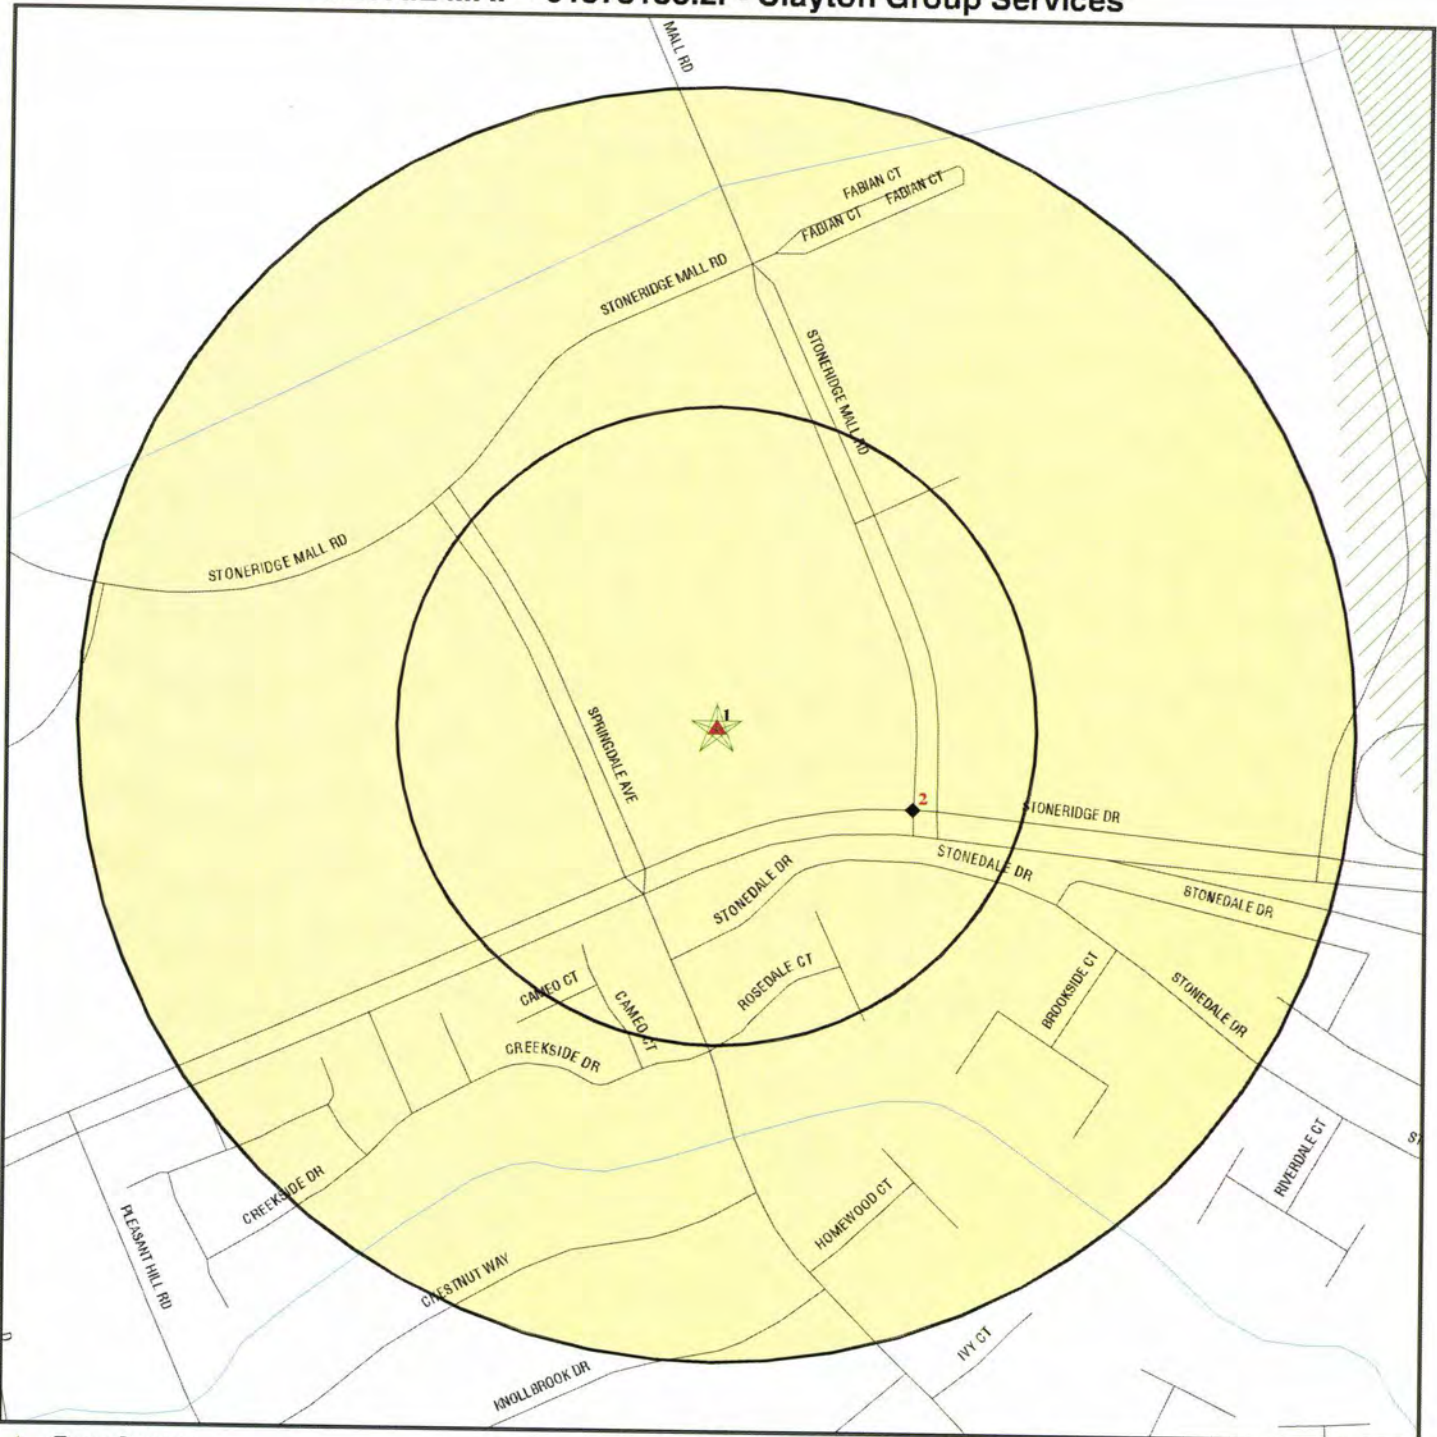 Clayton Group Services
MALL RD
FABIAN CT
FABIAN CT
FABIAN CT
STONERIDGE MALL RD
STONERIDGE MALL RD
STONERIDGE MALL RD
SPRINGDALE AVE
1
2
STONERIDGE DR
STONEDALE DR
STONEDALE DR
STONEDALE DR
STONEDALE DR
CAMEO CT
CAMEO CT
ROSEDALE CT
BROOKSIDE CT
CREEKSIDE DR
CREEKSIDE DR
PLEASANT HILL RD
HOMEWOOD CT
RIVERDALE CT
CHESTNUT WAY
IVY CT
KNOLLBROOK DR